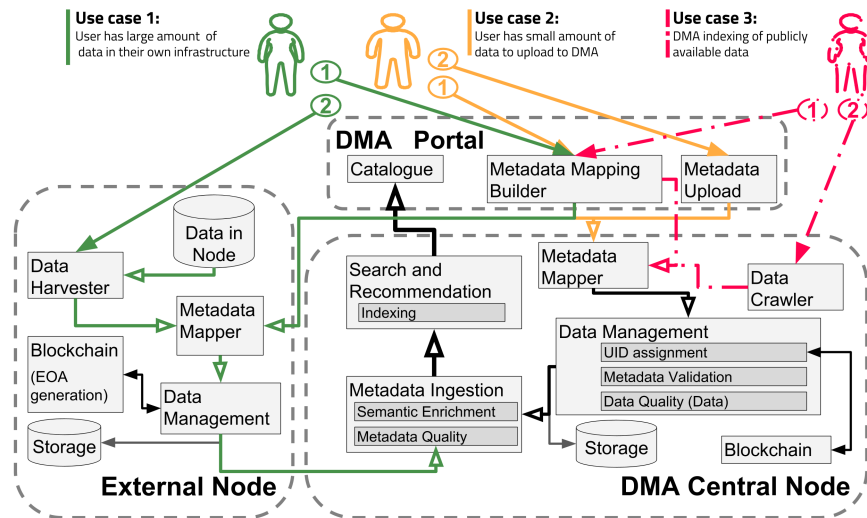 Use case 1:
User has large amount of
data in their own infrastructure
Use case 2:
User has small amount of
data to upload to DMA
Use case 3:
DMA indexing of publicly
available data
1
2
2
1
1
2
DMA Portal
Catalogue
Metadata Mapping
Builder
Metadata
Upload
Data in
Node
Data
Harvester
Metadata
Mapper
Blockchain
(EOA
generation)
Data
Management
Storage
External Node
Search and
Recommendation
Indexing
Metadata
Mapper
Data
Crawler
Data Management
UID assignment
Metadata Validation
Data Quality (Data)
Metadata Ingestion
Semantic Enrichment
Metadata Quality
Storage
Blockchain
DMA Central Node